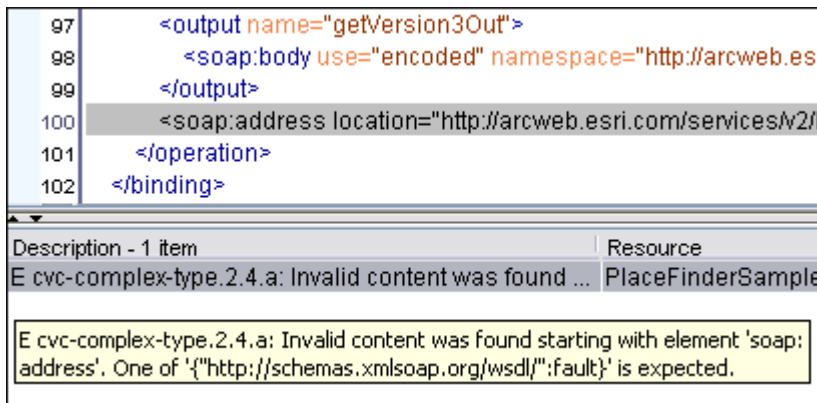 97 <output name="getVersion3Out">
98 <soap:body use="encoded" namespace="http://arcweb.es
99 </output>
100 <soap:address location="http://arcweb.esri.com/services/v2/
101 </operation>
102 </binding>
Description - 1 item Resource
E cvc-complex-type.2.4.a: Invalid content was found ... PlaceFinderSample
E cvc-complex-type.2.4.a: Invalid content was found starting with element 'soap:
address'. One of '{"http://schemas.xmlsoap.org/wsdl/":fault}' is expected.